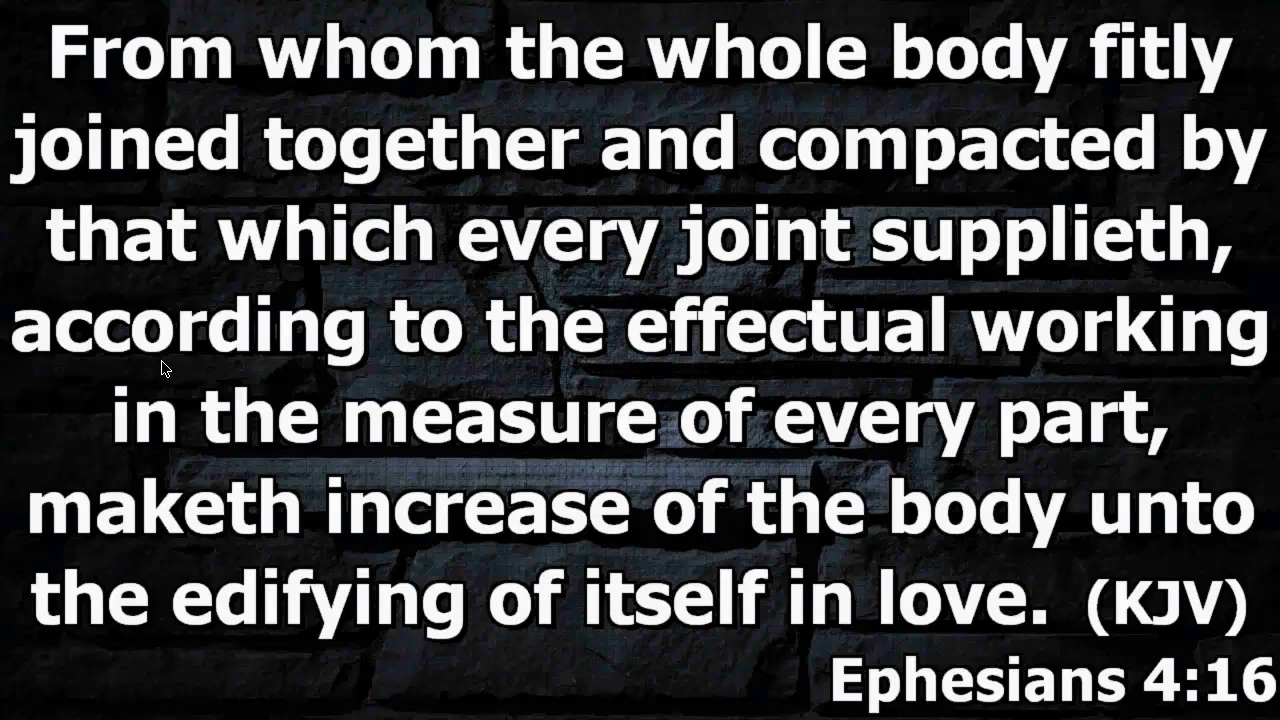 From whom the whole body fitly
joined together and compacted by
that which every joint supplieth,
according to the effectual working
in the measure of every part,
maketh increase of the body unto
the edifying of itself in love. (KJV)
Ephesians 4:16